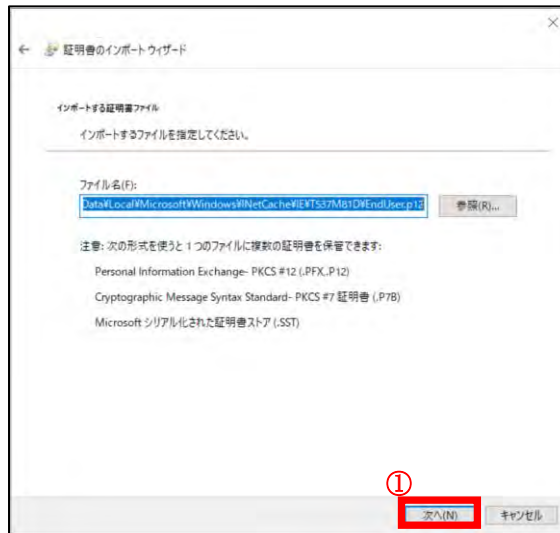 証明書のインポート ウィザード
インポートする証明書ファイル
インポートするファイルを指定してください。
ファイル名(F):
Data¥Local¥Microsoft¥Windows¥INetCache¥IE¥TS37M81D¥EndUser.p12
参照(R)...
注意: 次の形式を使うと 1 つのファイルに複数の証明書を保管できます:
Personal Information Exchange- PKCS #12 (.PFX,.P12)
Cryptographic Message Syntax Standard- PKCS #7 証明書 (.P7B)
Microsoft シリアル化された証明書ストア (.SST)
①
次へ(N)
キャンセル